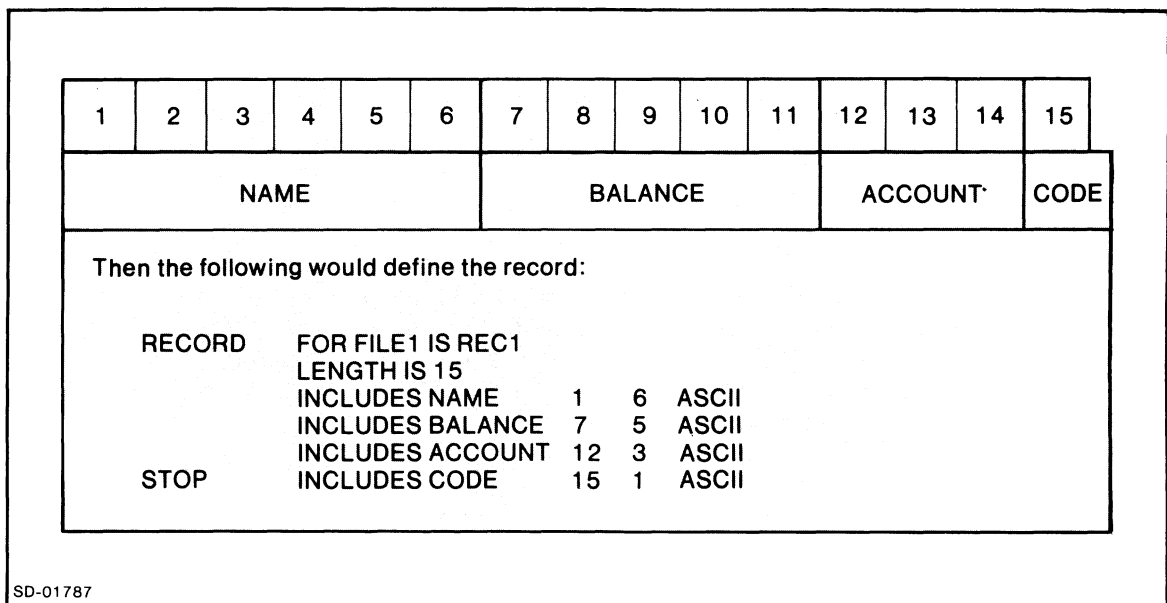 1 2 3 4 5 6 7 8 9 10 11 12 13 14 15
NAME BALANCE ACCOUNT CODE
Then the following would define the record:
RECORD FOR FILE1 IS REC1
LENGTH IS 15
INCLUDES NAME 1 6 ASCII
INCLUDES BALANCE 7 5 ASCII
INCLUDES ACCOUNT 12 3 ASCII
STOP INCLUDES CODE 15 1 ASCII
SD-01787